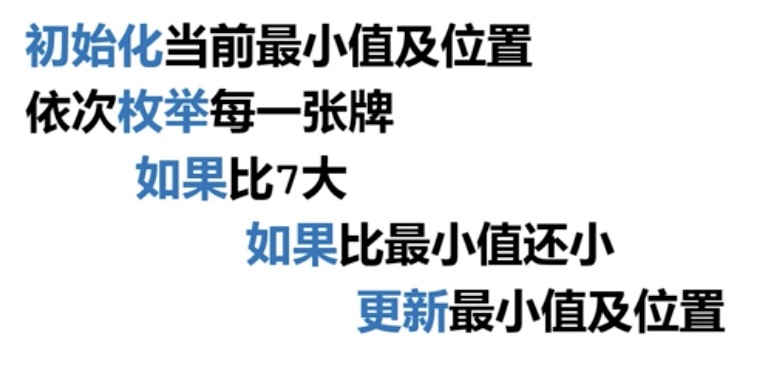 初始化当前最小值及位置
依次枚举每一张牌
如果比7大
如果比最小值还小
更新最小值及位置